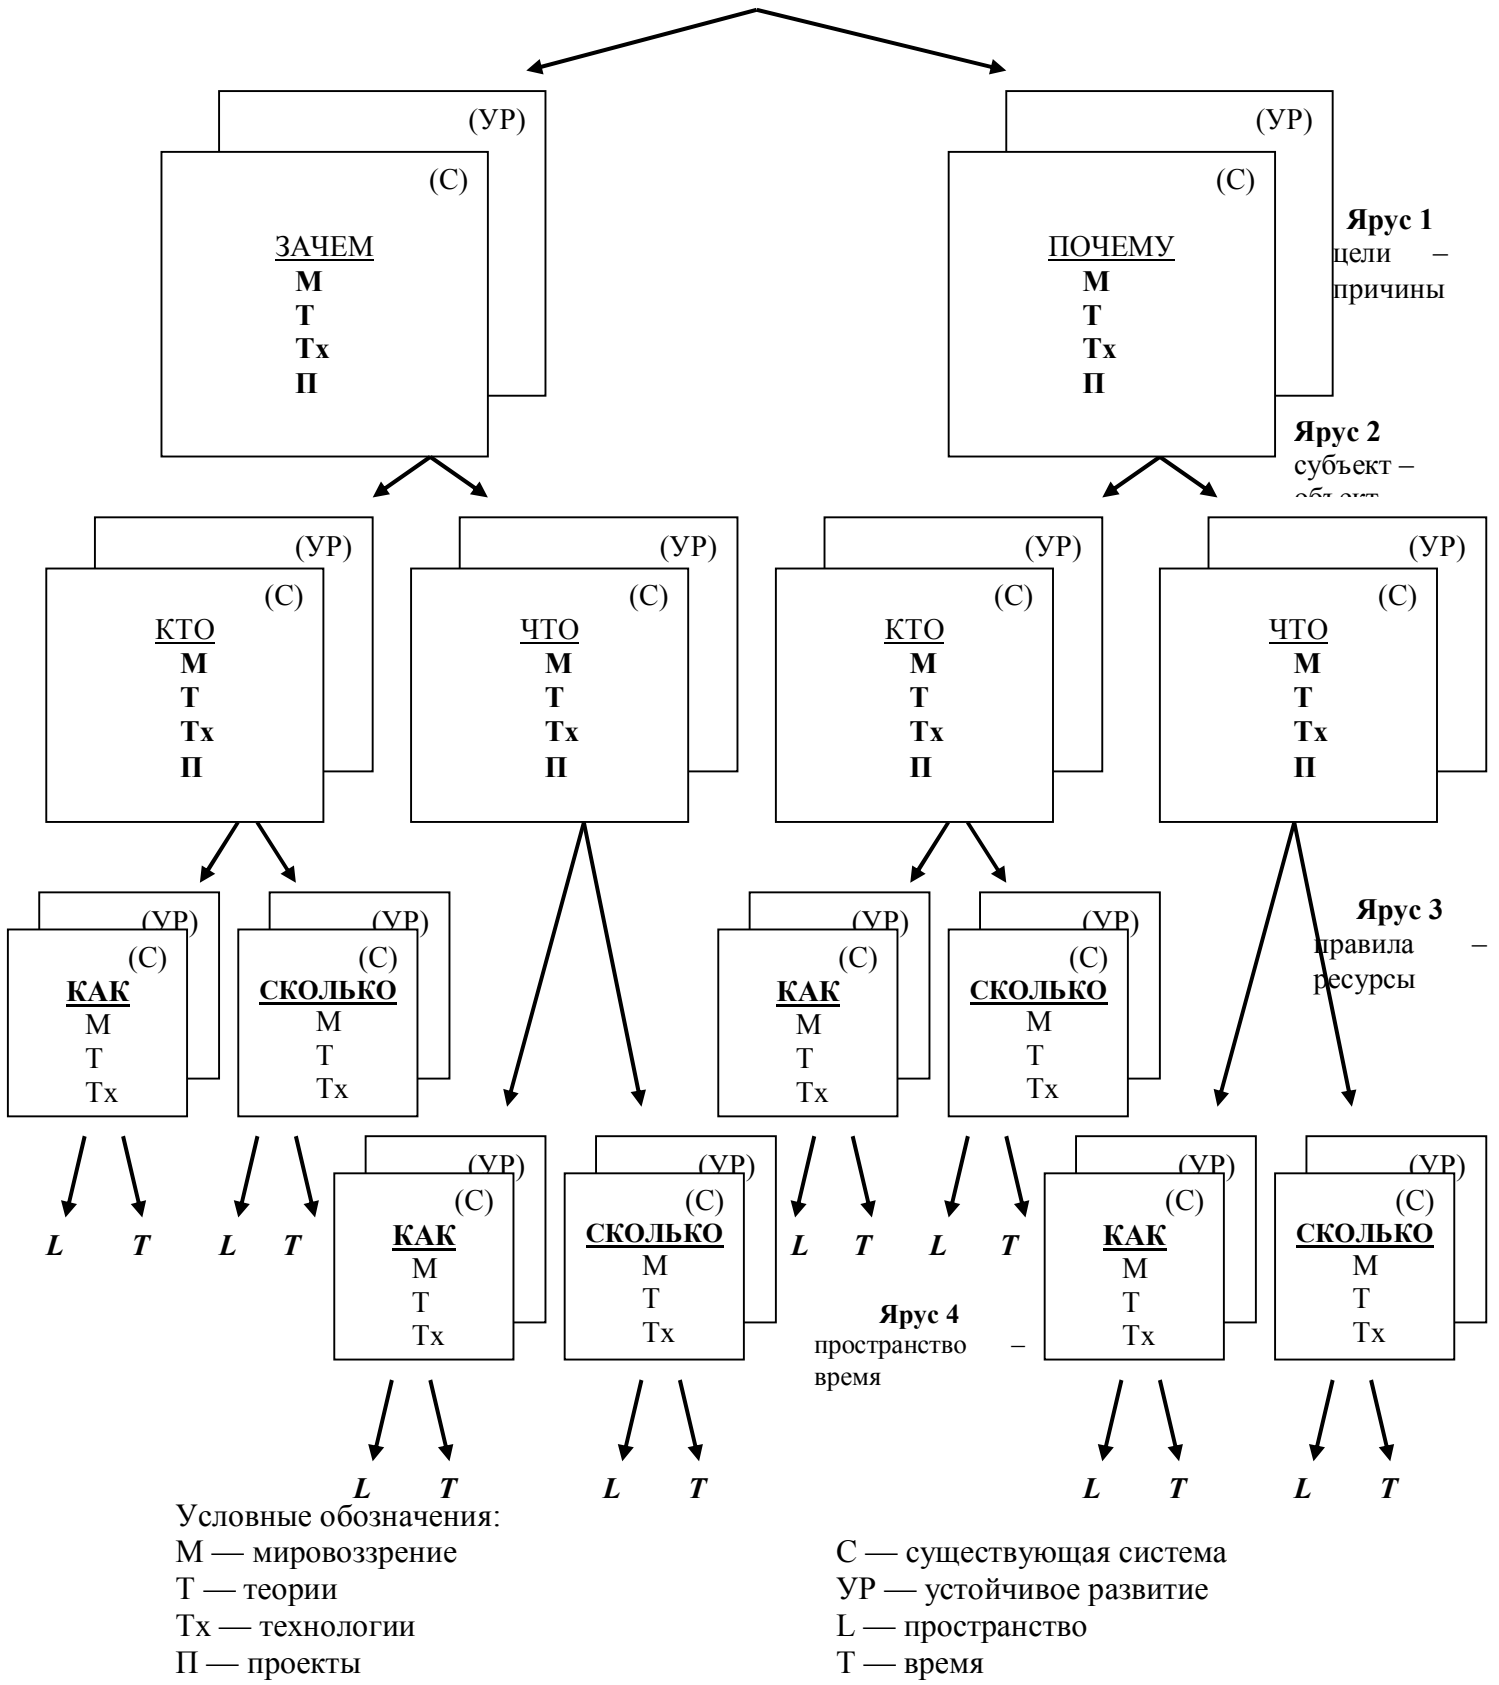 (УР) (УР)
(С) (С)
Ярус 1
ЗАЧЕМ ПОЧЕМУ цели –
М М причины
Т Т
Тх Тх
П П
Ярус 2
субъект –
объект
(УР) (УР) (УР) (УР)
(С) (С) (С) (С)
КТО ЧТО КТО ЧТО
М М М М
Т Т Т Т
Тх Тх Тх Тх
П П П П
(УР) (УР) (УР) (УР) Ярус 3
(С) (С) (С) (С) правила –
КАК СКОЛЬКО КАК СКОЛЬКО ресурсы
М М М М
Т Т Т Т
Тх Тх Тх Тх
(УР) (УР) (УР) (УР)
(С) (С) (С) (С)
L T L T КАК СКОЛЬКО L T L T КАК СКОЛЬКО
М М М М
Т Т Ярус 4 Т Т
Тх Тх пространство – Тх Тх
время
L T L T L T L T
Условные обозначения:
М — мировоззрение С — существующая система
Т — теории УР — устойчивое развитие
Тх — технологии L — пространство
П — проекты Т — время